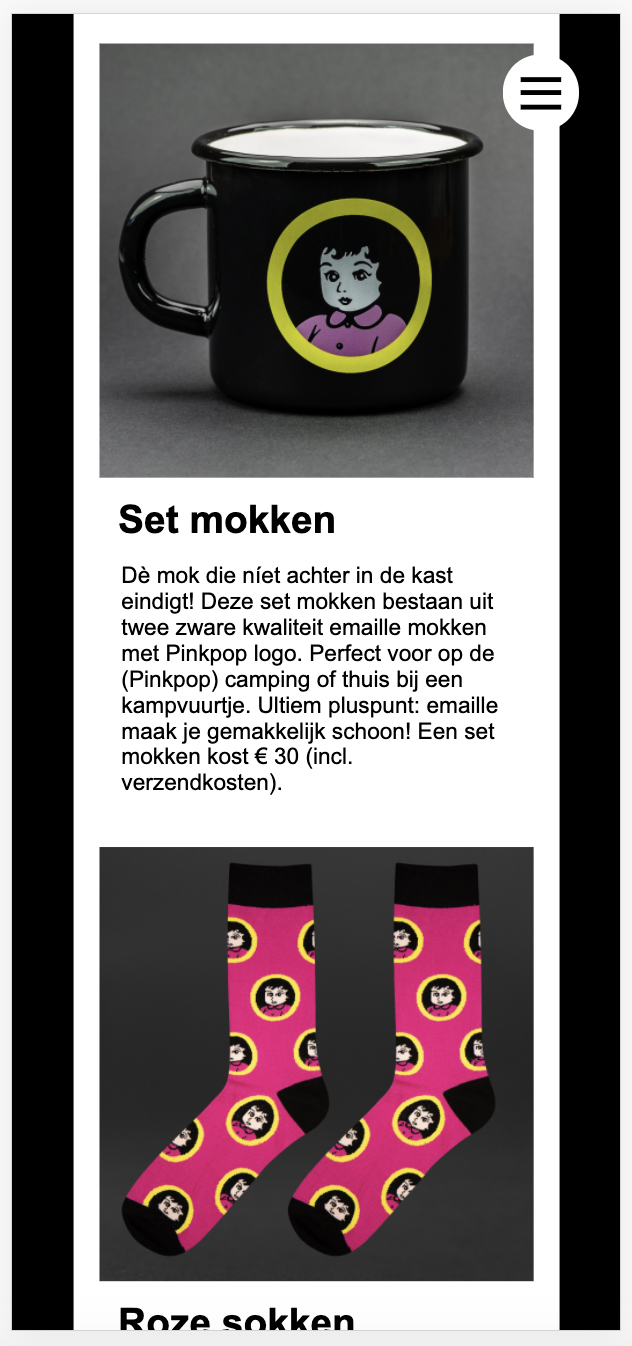 Set mokken
Dè mok die níet achter in de kast
eindigt! Deze set mokken bestaan uit
twee zware kwaliteit emaille mokken
met Pinkpop logo. Perfect voor op de
(Pinkpop) camping of thuis bij een
kampvuurtje. Ultiem pluspunt: emaille
maak je gemakkelijk schoon! Een set
mokken kost € 30 (incl.
verzendkosten).
Roze sokken